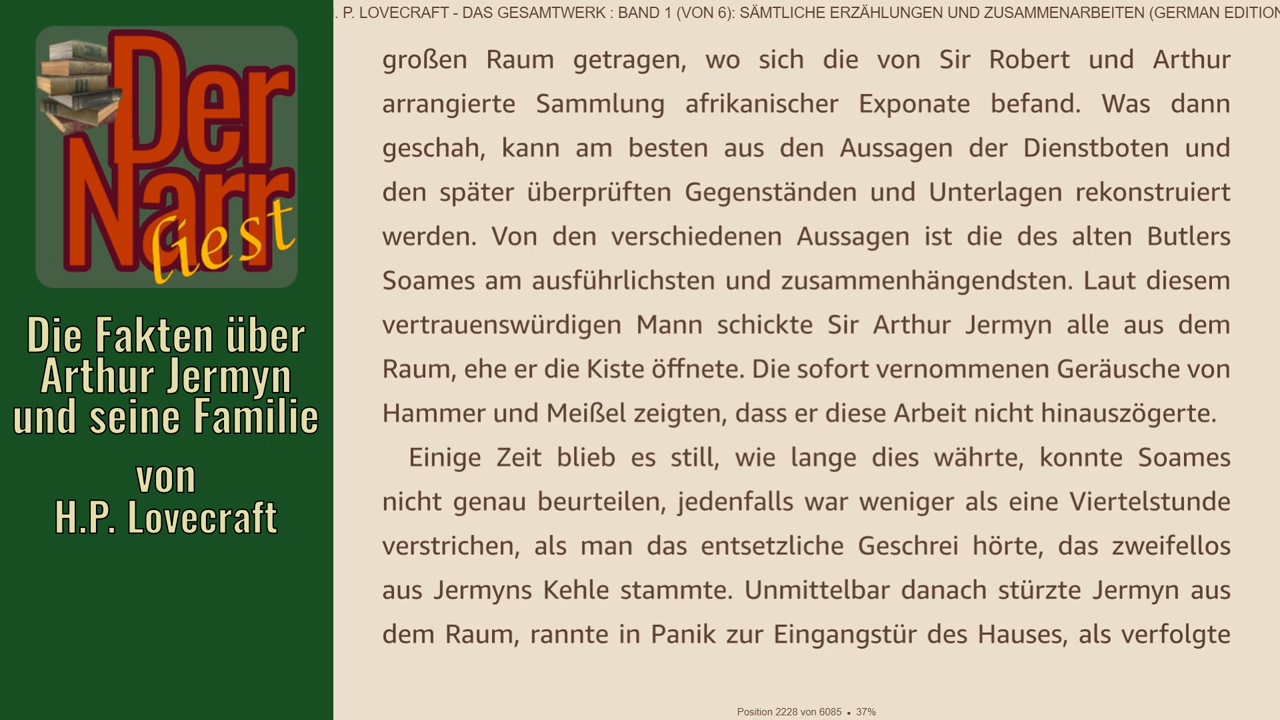 Der
Narr
liest
Die Fakten über
Arthur Jermyn
und seine Familie
von
H.P. Lovecraft
. P. LOVECRAFT - DAS GESAMTWERK : BAND 1 (VON 6): SÄMTLICHE ERZÄHLUNGEN UND ZUSAMMENARBEITEN (GERMAN EDITION
großen Raum getragen, wo sich die von Sir Robert und Arthur
arrangierte Sammlung afrikanischer Exponate befand. Was dann
geschah, kann am besten aus den Aussagen der Dienstboten und
den später überprüften Gegenständen und Unterlagen rekonstruiert
werden. Von den verschiedenen Aussagen ist die des alten Butlers
Soames am ausführlichsten und zusammenhängendsten. Laut diesem
vertrauenswürdigen Mann schickte Sir Arthur Jermyn alle aus dem
Raum, ehe er die Kiste öffnete. Die sofort vernommenen Geräusche von
Hammer und Meißel zeigten, dass er diese Arbeit nicht hinauszögerte.
Einige Zeit blieb es still, wie lange dies währte, konnte Soames
nicht genau beurteilen, jedenfalls war weniger als eine Viertelstunde
verstrichen, als man das entsetzliche Geschrei hörte, das zweifellos
aus Jermyns Kehle stammte. Unmittelbar danach stürzte Jermyn aus
dem Raum, rannte in Panik zur Eingangstür des Hauses, als verfolgte
Position 2228 von 6085 • 37%